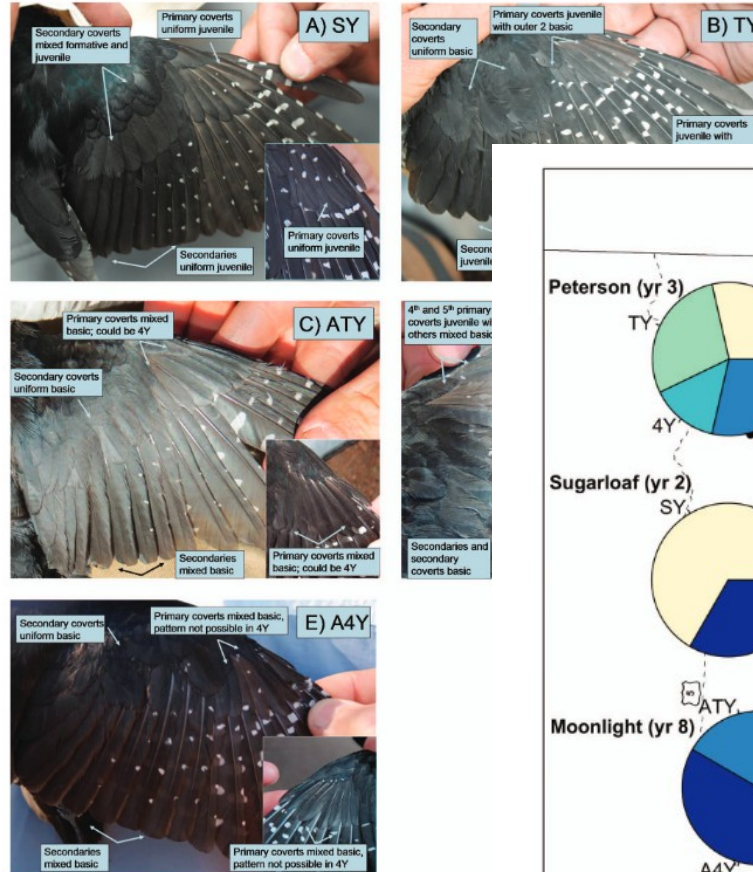 A) SY
Secondary coverts
mixed formative and
juvenile
Primary coverts
uniform juvenile
Primary coverts
uniform juvenile
Secondaries
uniform juvenile
B) TY
Secondary
coverts
uniform basic
Primary coverts juvenile
with outer 2 basic
Primary coverts
juvenile with
juvenile
C) ATY
Primary coverts mixed
basic; could be 4Y
Secondary coverts
uniform basic
Secondaries
mixed basic
Primary coverts mixed
basic; could be 4Y
4th and 5th primary
coverts juvenile
others mixed basic
Secondaries and
secondary
coverts basic
E) A4Y
Secondary coverts
uniform basic
Primary coverts mixed basic,
pattern not possible in 4Y
Secondaries
mixed basic
Primary coverts mixed basic,
pattern not possible in 4Y
Peterson (yr 3)
TY
4Y
Sugarloaf (yr 2)
SY
Moonlight (yr 8)
ATY
A4Y